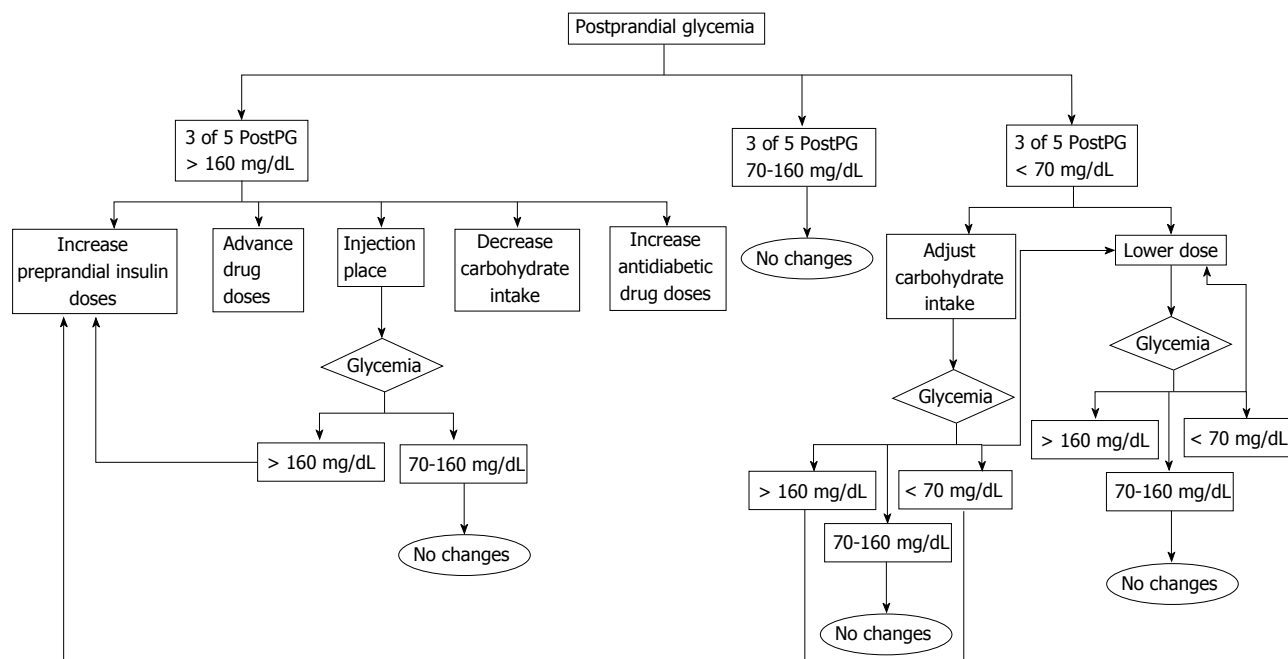 Postprandial glycemia
3 of 5 PostPG
> 160 mg/dL
3 of 5 PostPG
70-160 mg/dL
3 of 5 PostPG
< 70 mg/dL
Increase
preprandial insulin
doses
Advance
drug
doses
Injection
place
Decrease
carbohydrate
intake
Increase
antidiabetic
drug doses
No changes
Adjust
carbohydrate
intake
Lower dose
Glycemia
> 160 mg/dL
70-160 mg/dL
No changes
Glycemia
> 160 mg/dL
< 70 mg/dL
70-160 mg/dL
No changes
Glycemia
> 160 mg/dL
< 70 mg/dL
70-160 mg/dL
No changes